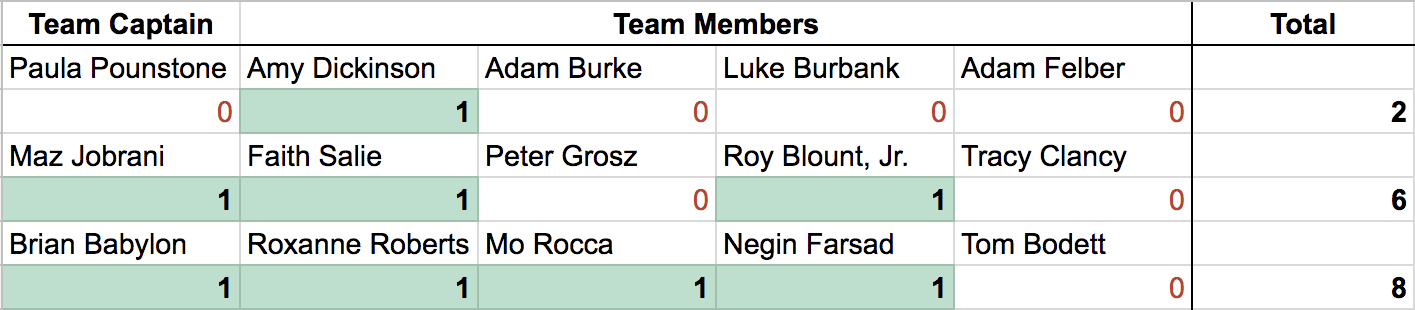 Team Captain Team Members Total
Paula Pounstone Amy Dickinson Adam Burke Luke Burbank Adam Felber
0 1 0 0 0 2
Maz Jobrani Faith Salie Peter Grosz Roy Blount, Jr. Tracy Clancy
1 1 0 1 0 6
Brian Babylon Roxanne Roberts Mo Rocca Negin Farsad Tom Bodett
1 1 1 1 0 8